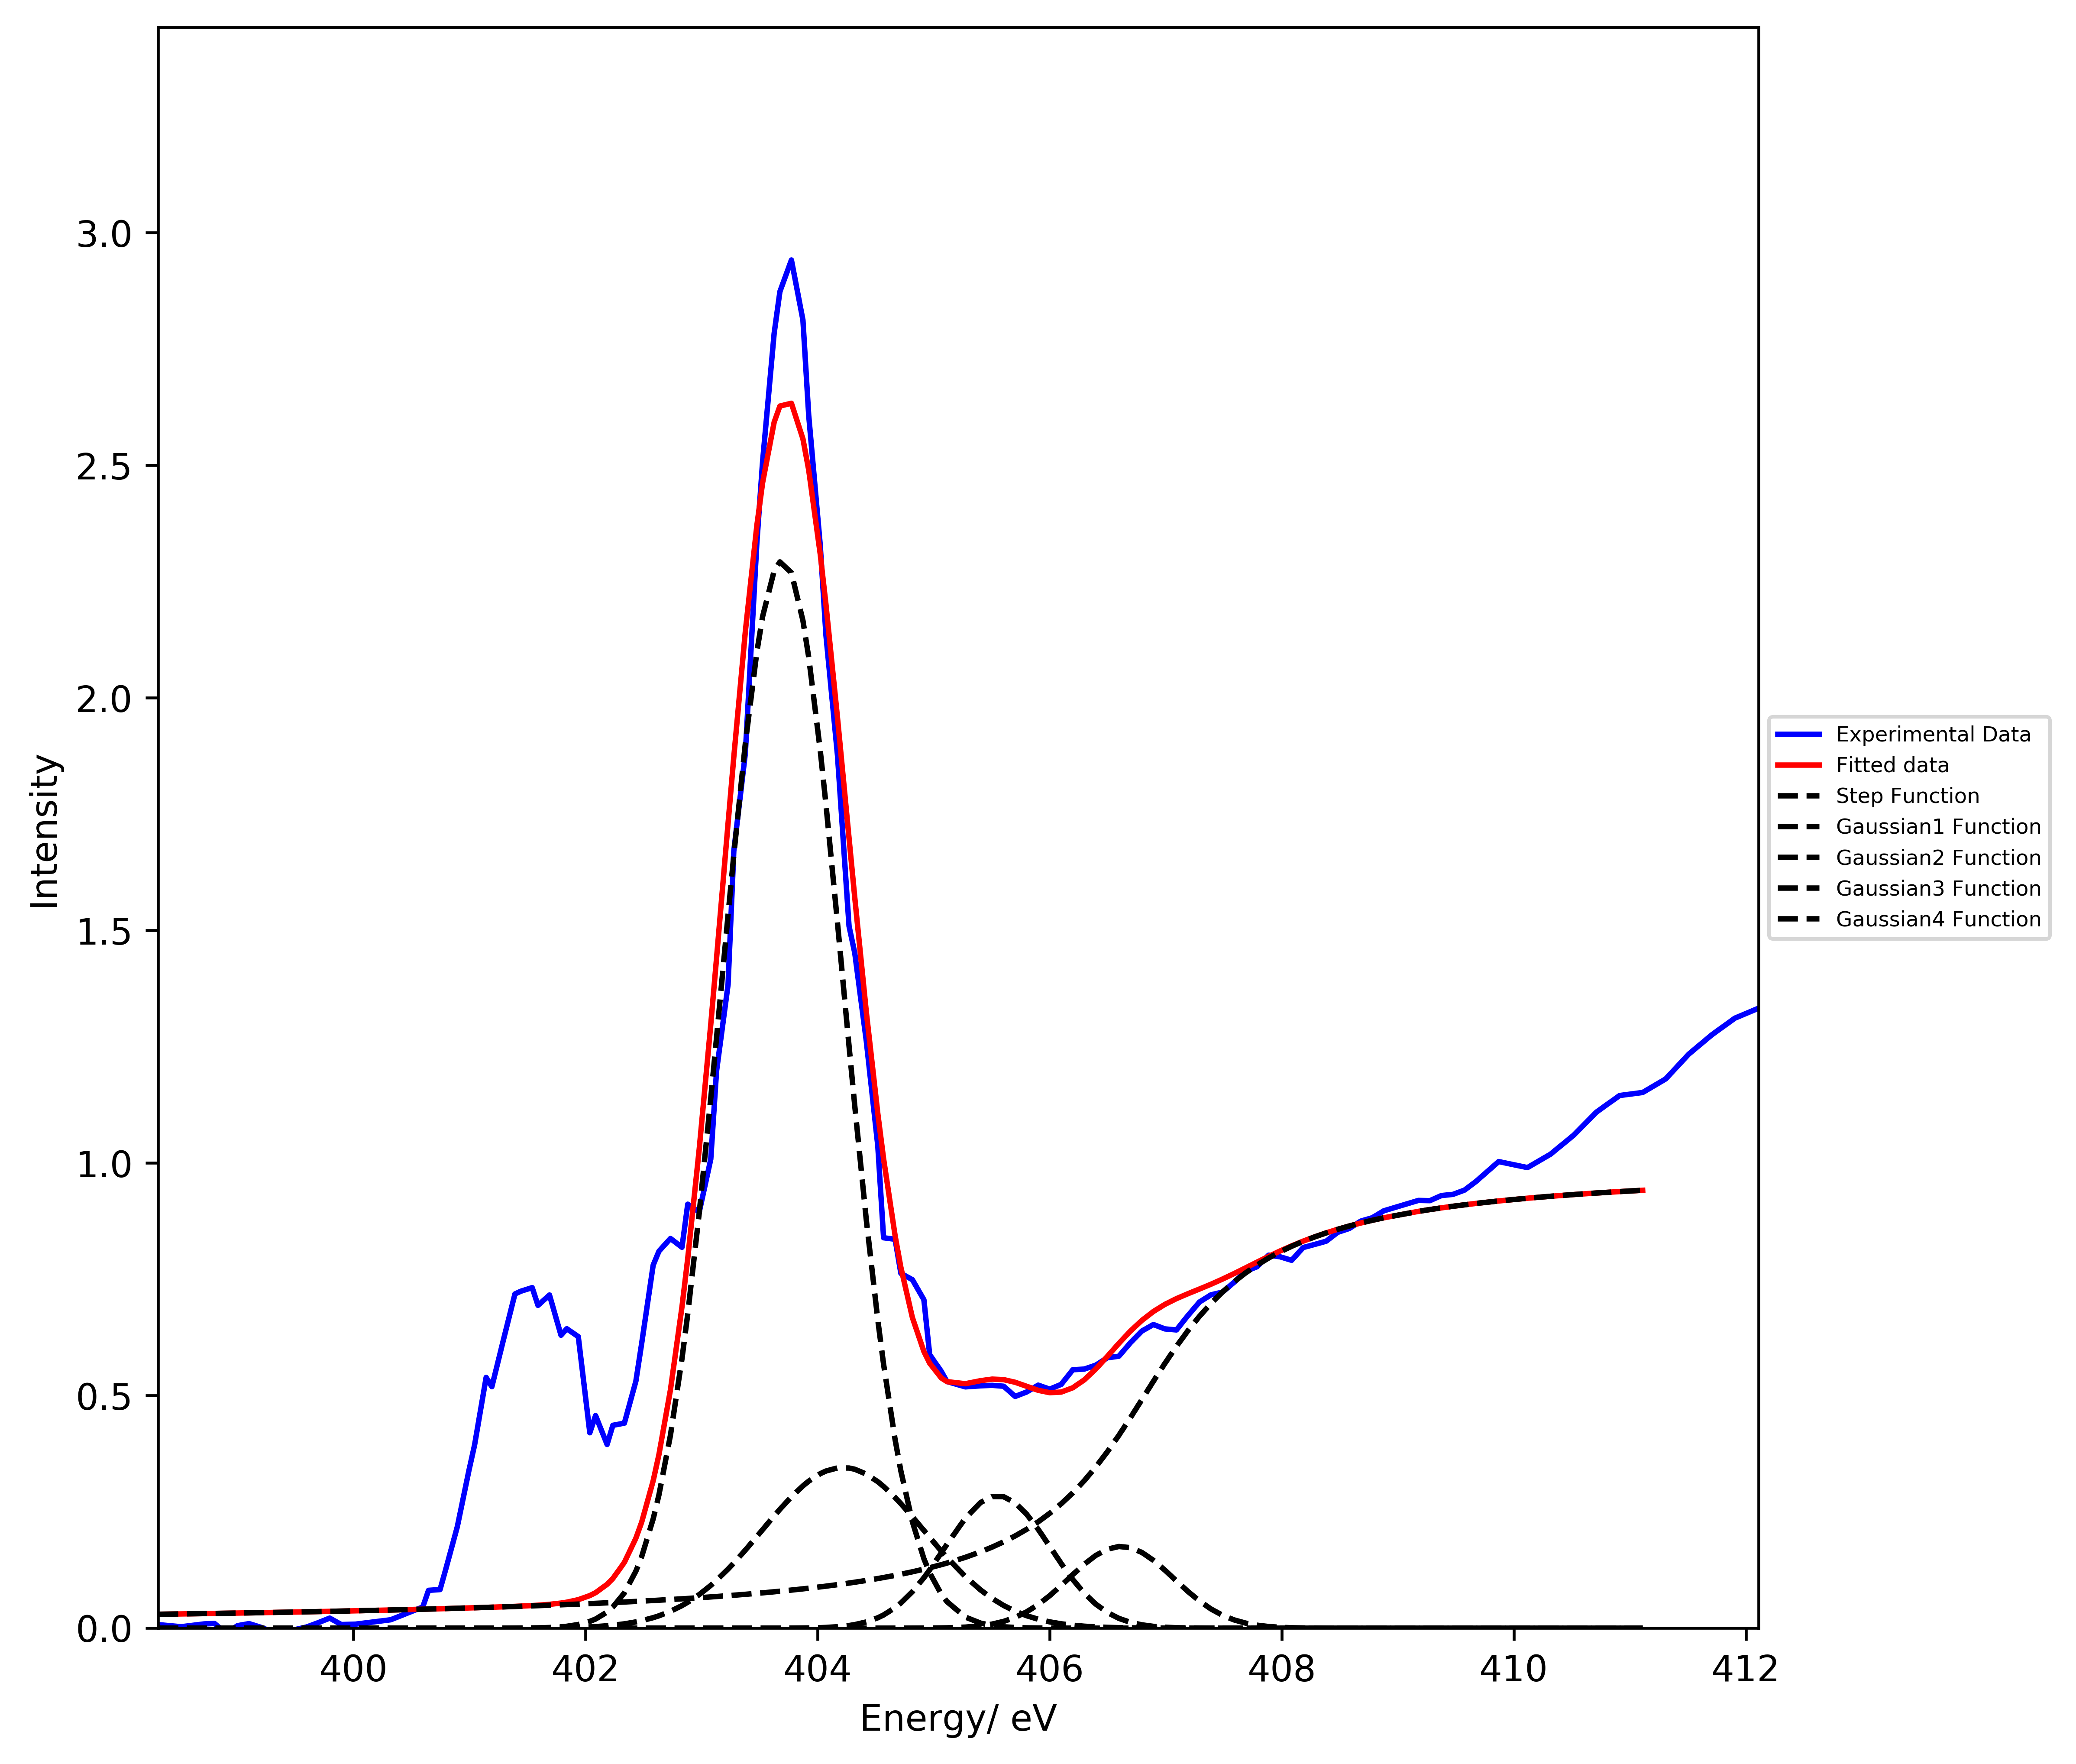 3.0
2.5
2.0
1.5
1.0
0.5
0.0
Intensity
400 402 404 406 408 410 412
Energy/ eV
Experimental Data
Fitted data
Step Function
Gaussian1 Function
Gaussian2 Function
Gaussian3 Function
Gaussian4 Function